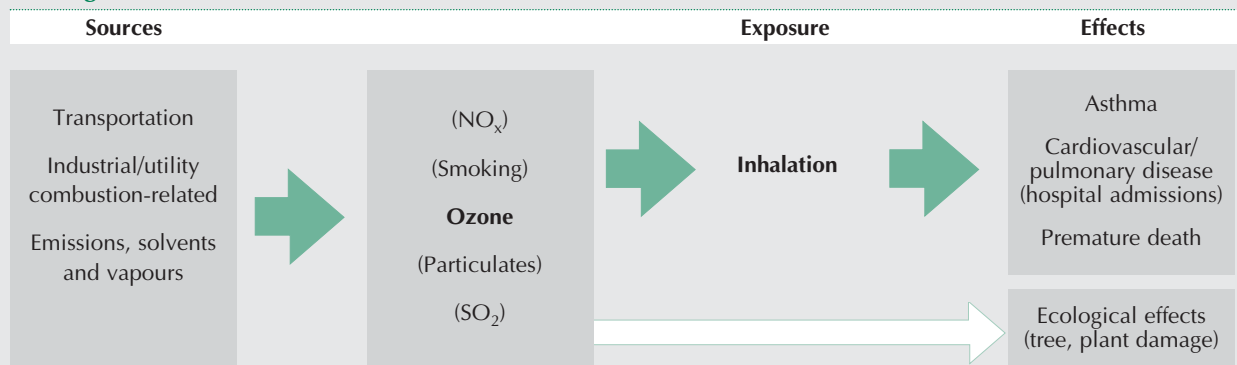 Sources
Exposure
Effects
Transportation
Industrial/utility
combustion-related
Emissions, solvents
and vapours
(NOx)
(Smoking)
Ozone
(Particulates)
(SO2)
Inhalation
Asthma
Cardiovascular/
pulmonary disease
(hospital admissions)
Premature death
Ecological effects
(tree, plant damage)